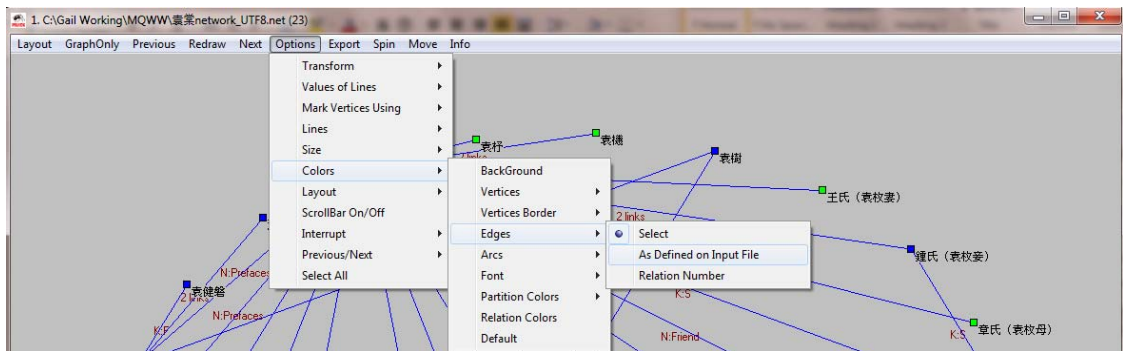 1. C:\Gail Working\MQWW\袁棠network_UTF8.net (23)
Layout GraphOnly Previous Redraw Next Options Export Spin Move Info
Transform
Values of Lines
Mark Vertices Using
Lines
Size
Colors
Layout
ScrollBar On/Off
Interrupt
Previous/Next
Select All
BackGround
Vertices
Vertices Border
Edges
Arcs
Font
Partition Colors
Relation Colors
Default
Select
As Defined on Input File
Relation Number
袁杼
袁機
袁樹
王氏（袁枚妾）
2 links
鍾氏（袁枚妾）
N:Prefaces
袁健磐
2 links
N:Prefaces
K:F
K:S
N:Friend
K:S
章氏（袁枚母）